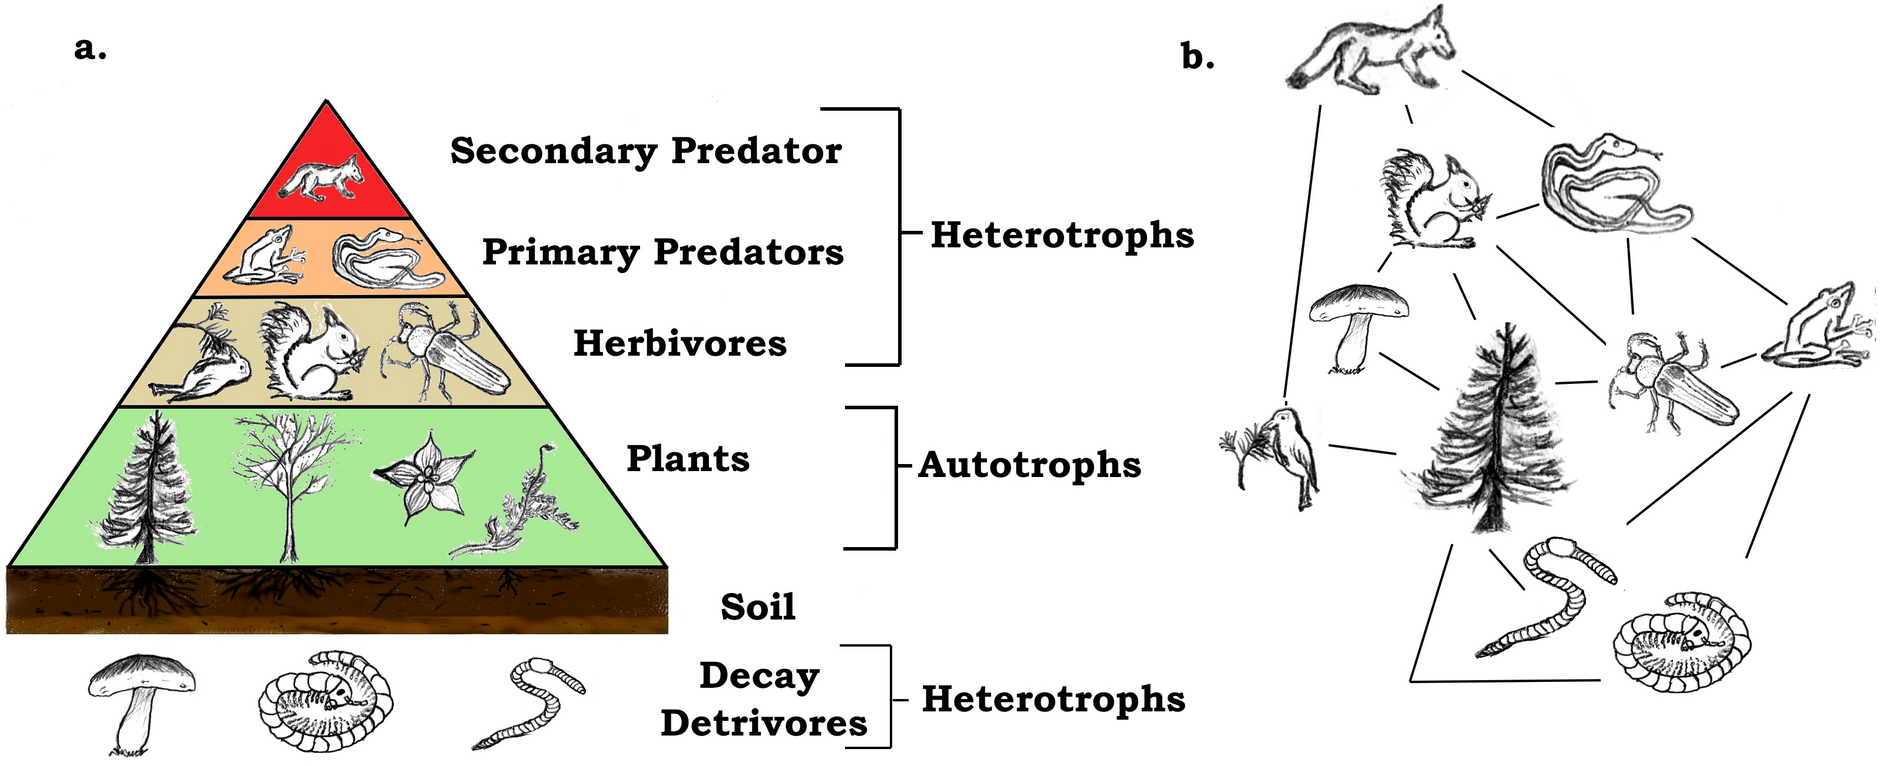 a.
b.
Secondary Predator
Primary Predators
Heterotrophs
Herbivores
Plants
Autotrophs
Soil
Decay
Detrivores
Heterotrophs